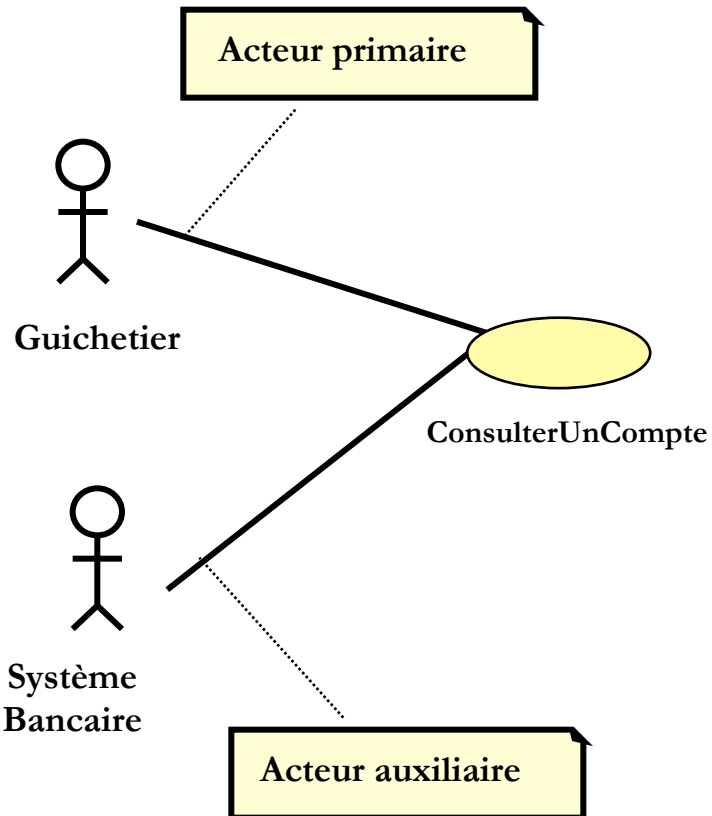 Acteur primaire
Guichetier
ConsulterUnCompte
Système
Bancaire
Acteur auxiliaire